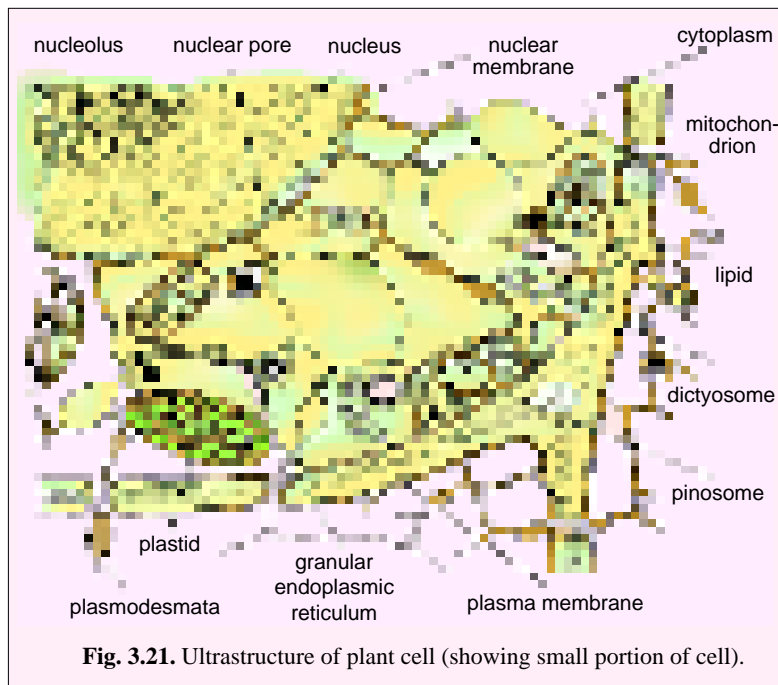 nucleolus
nuclear pore
nucleus
nuclear
membrane
cytoplasm
mitochon-
drion
lipid
dictyosome
pinosome
plastid
plasmodesmata
granular
endoplasmic
reticulum
plasma membrane
Fig. 3.21. Ultrastructure of plant cell (showing small portion of cell).